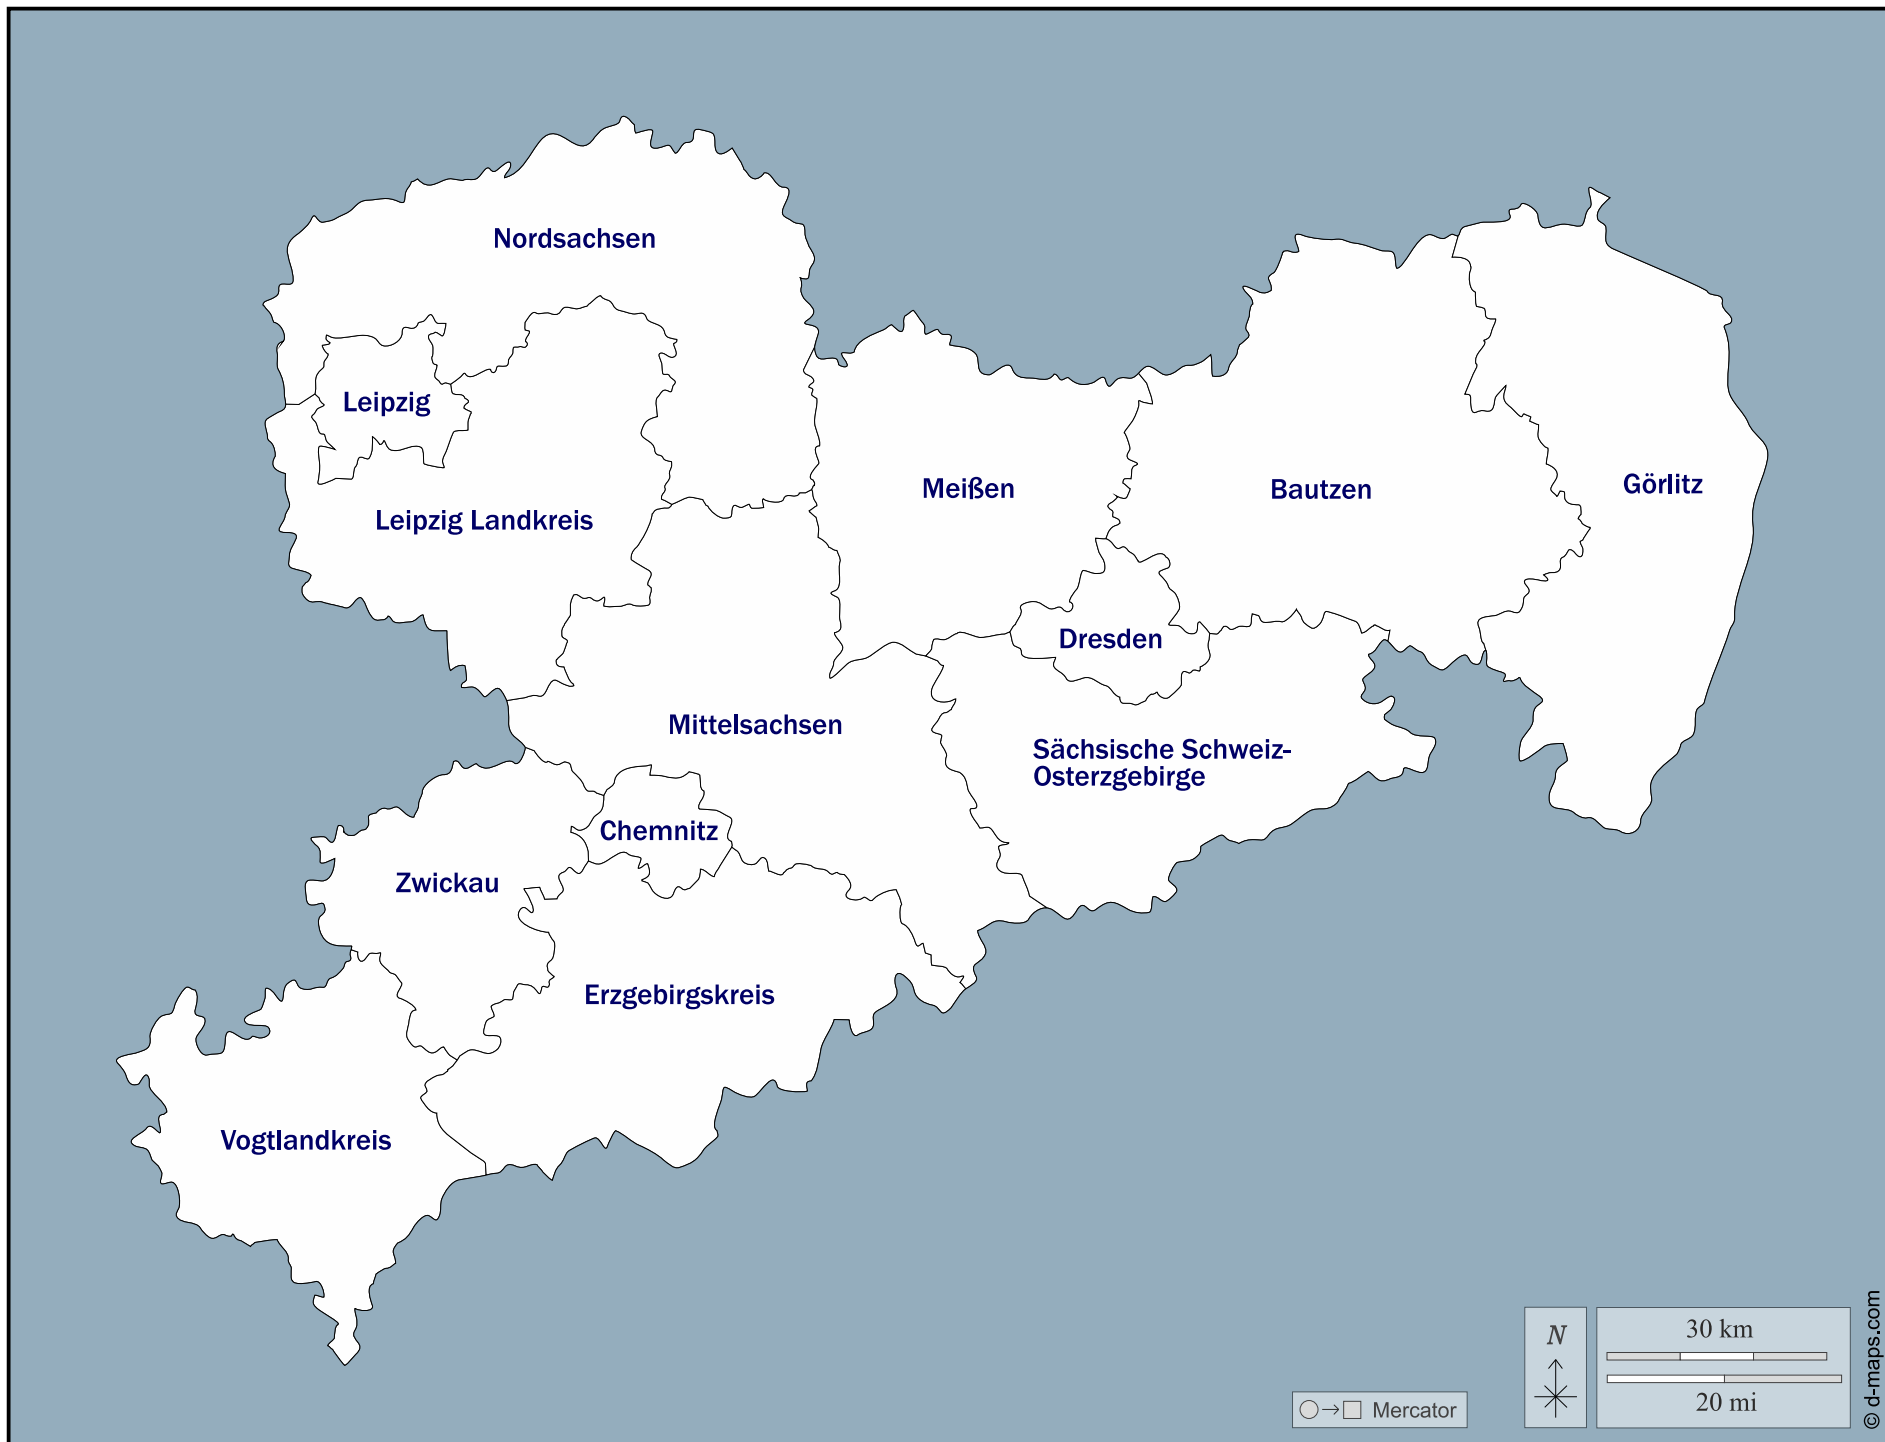 Nordsachsen
Leipzig
Leipzig Landkreis
Meißen
Bautzen
Görlitz
Dresden
Mittelsachsen
Sächsische Schweiz-
Osterzgebirge
Chemnitz
Zwickau
Erzgebirgskreis
Vogtlandkreis
N
30 km
20 mi
Mercator
© d-maps.com